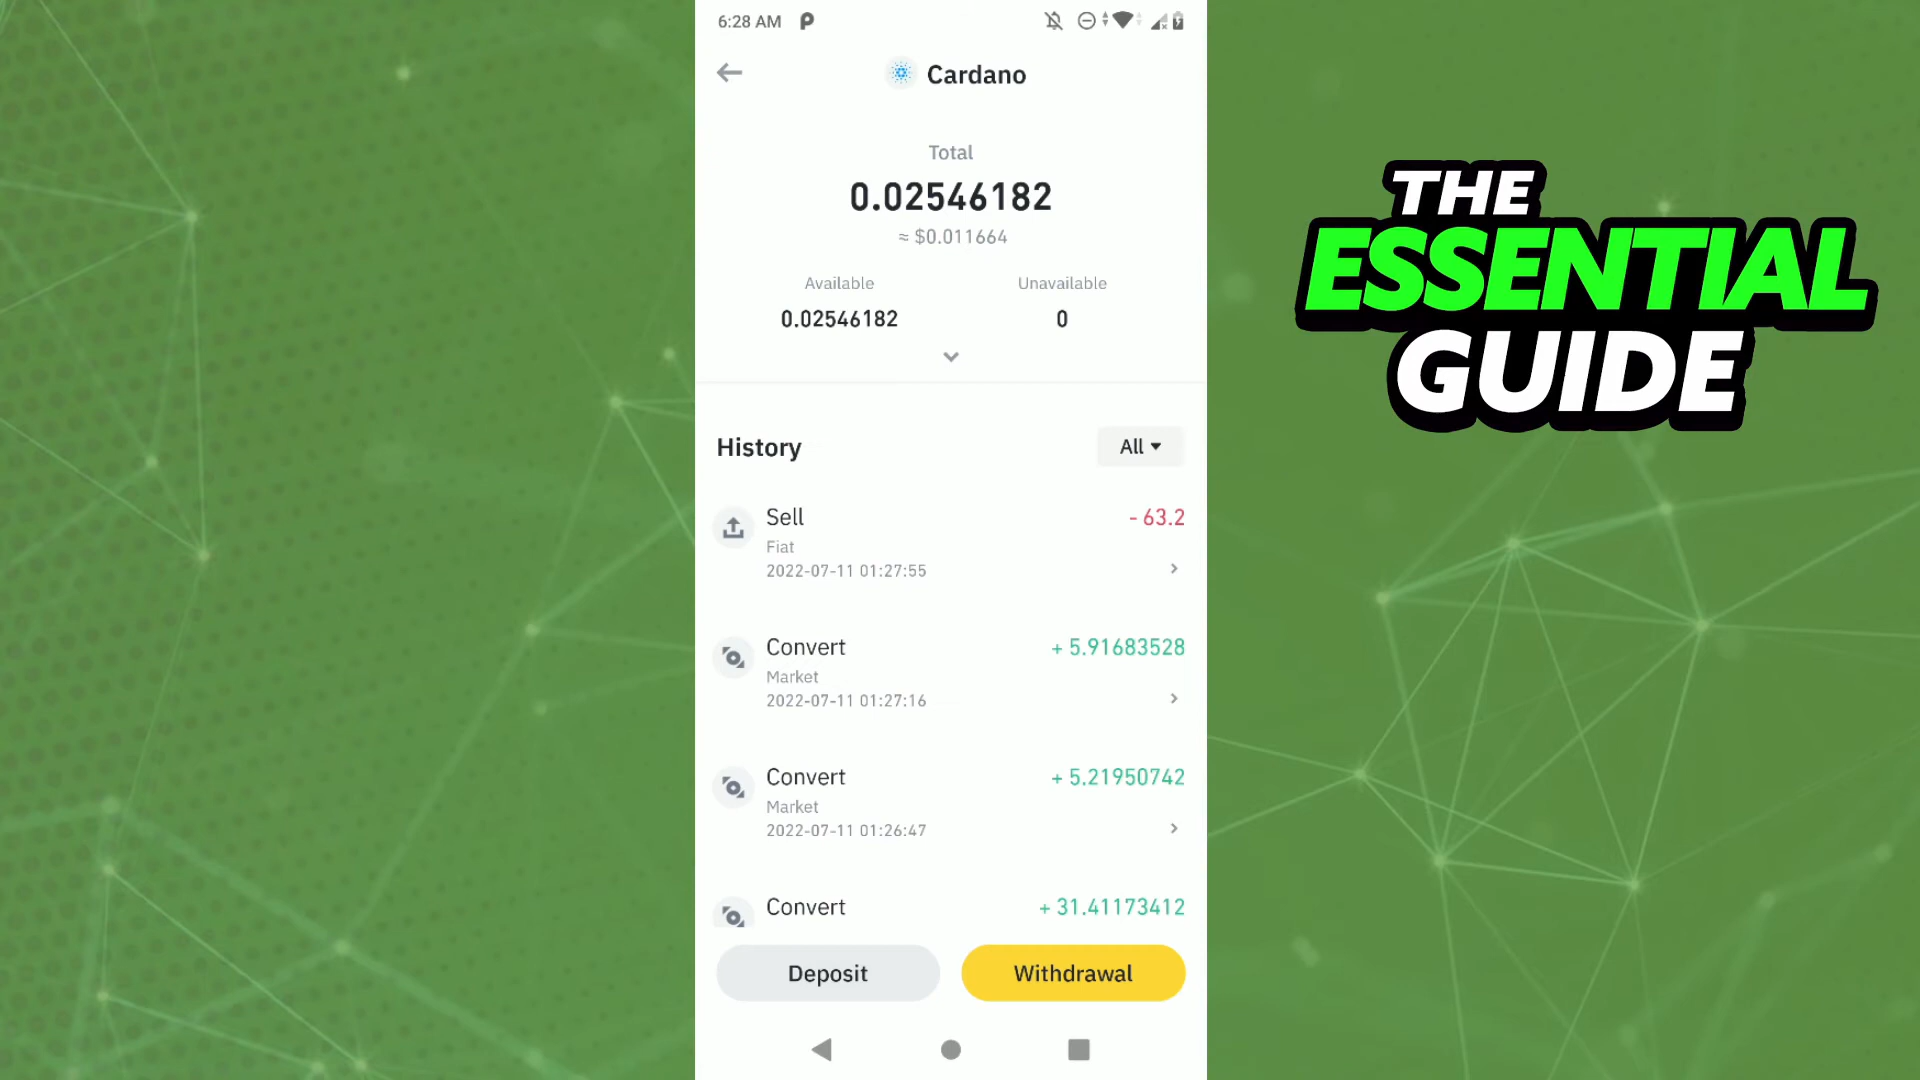 6:28 AM
Cardano
Total
0.02546182
≈ $0.011664
Available
Unavailable
0.02546182
0
History
All
Sell
- 63.2
Fiat
2022-07-11 01:27:55
Convert
+ 5.91683528
Market
2022-07-11 01:27:16
Convert
+ 5.21950742
Market
2022-07-11 01:26:47
Convert
+ 31.41173412
Deposit
Withdrawal
THE
ESSENTIAL
GUIDE